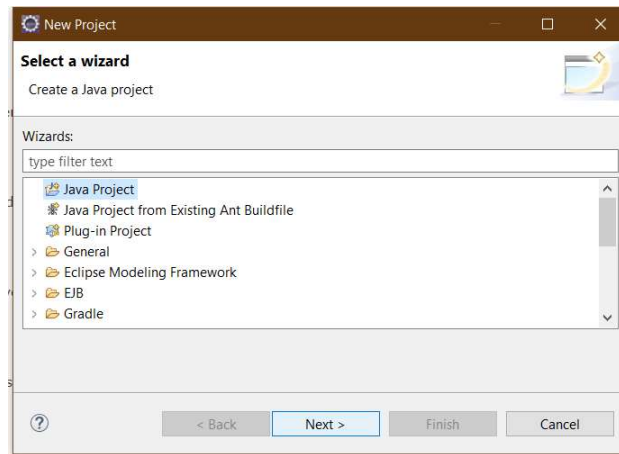 New Project
Select a wizard
Create a Java project
Wizards:
type filter text
Java Project
Java Project from Existing Ant Buildfile
Plug-in Project
General
Eclipse Modeling Framework
EJB
Gradle
< Back Next > Finish Cancel